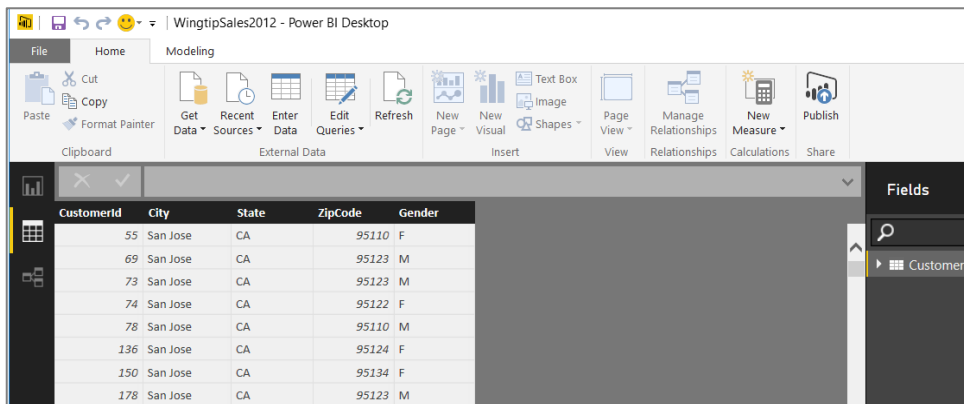 WingtipSales2012 - Power BI Desktop
File Home Modeling
Paste
Cut
Copy
Format Painter
Clipboard
Get Data
Recent Sources
Enter Data
Edit Queries
Refresh
External Data
New Page
New Visual
Text Box
Image
Shapes
Insert
Page View
View
Manage Relationships
Relationships
New Measure
Calculations
Publish
Share
Fields
Customer
CustomerId City State ZipCode Gender
55 San Jose CA 95110 F
69 San Jose CA 95123 M
73 San Jose CA 95123 M
74 San Jose CA 95122 F
78 San Jose CA 95110 M
136 San Jose CA 95124 F
150 San Jose CA 95134 F
178 San Jose CA 95123 M